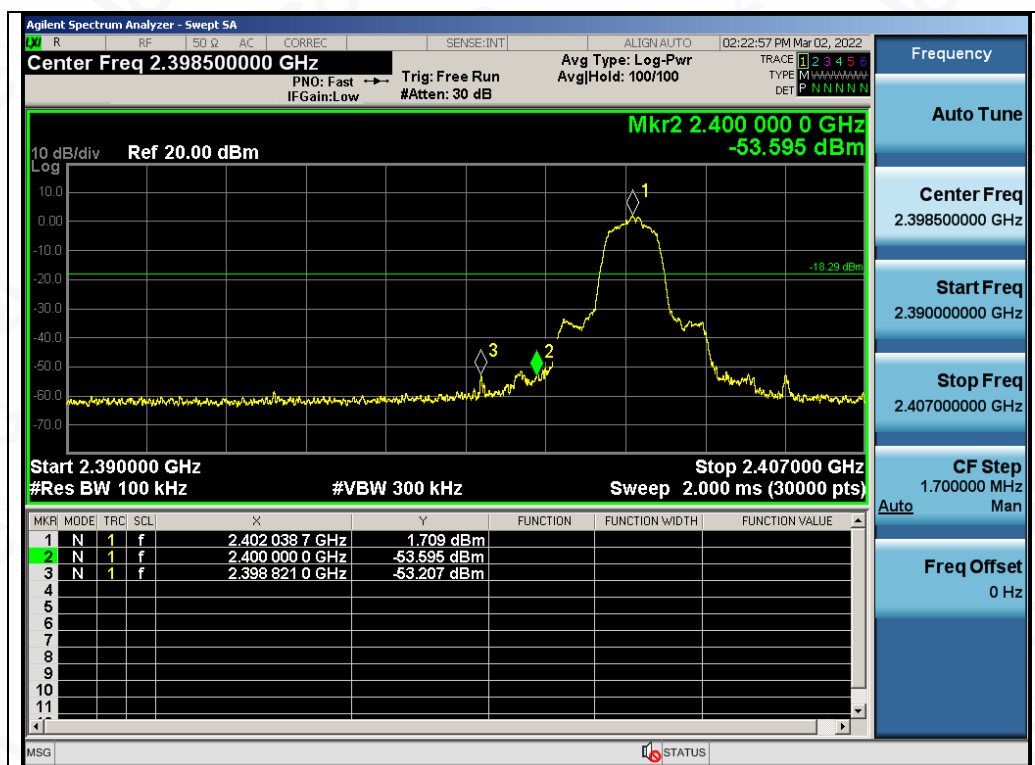 Agilent Spectrum Analyzer - Swept SA
LXI R RF 50 Ω AC CORREC SENSE:INT ALIGN AUTO 02:22:57 PM Mar 02, 2022
Center Freq 2.398500000 GHz
PNO: Fast
IFGain:Low
Trig: Free Run
#Atten: 30 dB
Avg Type: Log-Pwr
Avg|Hold: 100/100
TRACE 1 2 3 4 5 6
TYPE M
DET P N N N N N
Mkr2 2.400 000 0 GHz
-53.595 dBm
10 dB/div Ref 20.00 dBm
Log
10.0
0.00
-10.0
-20.0
-30.0
-40.0
-50.0
-60.0
-70.0
1
-18.29 dBm
3
2
Start 2.390000 GHz Stop 2.407000 GHz
#Res BW 100 kHz #VBW 300 kHz Sweep 2.000 ms (30000 pts)
MKR MODE TRC SCL X Y FUNCTION FUNCTION WIDTH FUNCTION VALUE
1 N 1 f 2.402 038 7 GHz 1.709 dBm
2 N 1 f 2.400 000 0 GHz -53.595 dBm
3 N 1 f 2.398 821 0 GHz -53.207 dBm
4
5
6
7
8
9
10
11
MSG STATUS
Frequency
Auto Tune
Center Freq
2.398500000 GHz
Start Freq
2.390000000 GHz
Stop Freq
2.407000000 GHz
CF Step
1.700000 MHz
Auto Man
Freq Offset
0 Hz